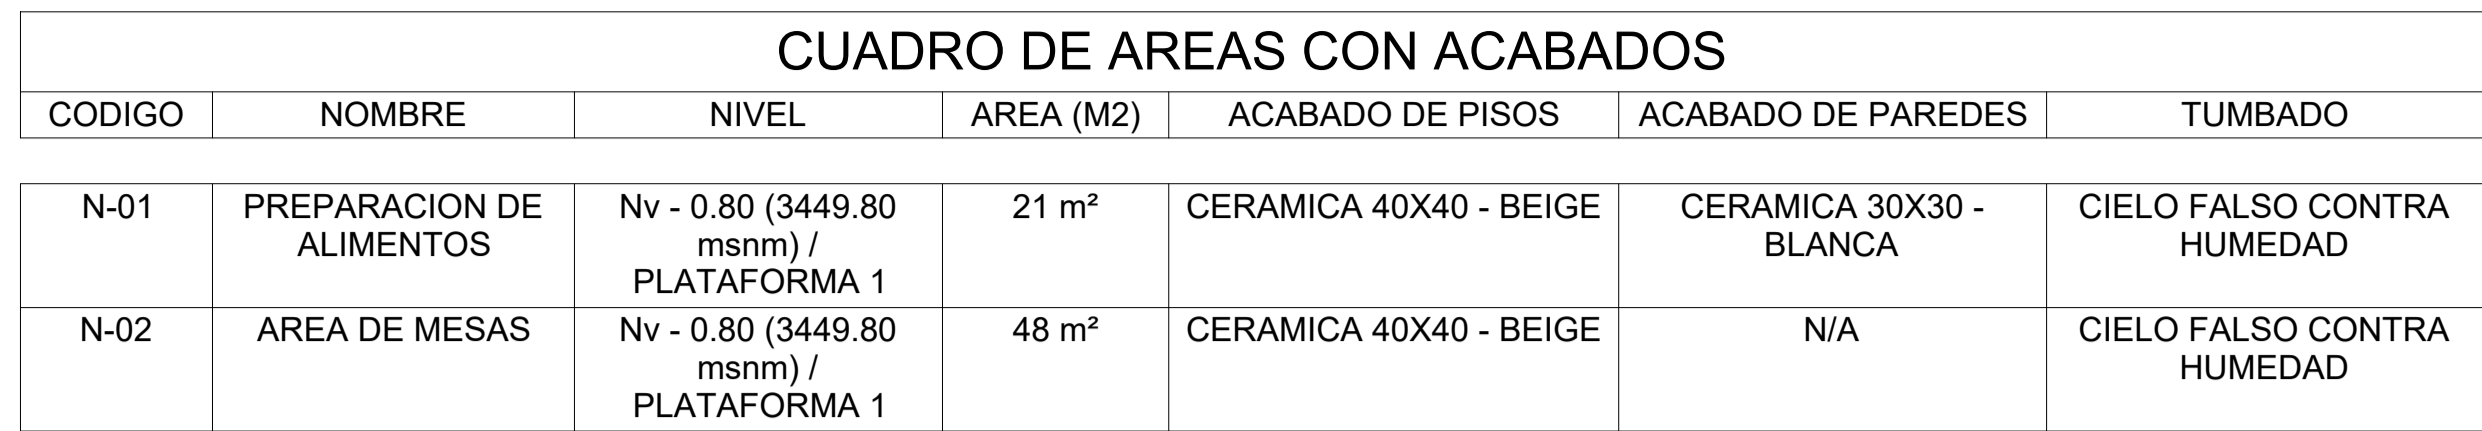 CUADRO DE AREAS CON ACABADOS
CODIGO NOMBRE NIVEL AREA (M2) ACABADO DE PISOS ACABADO DE PAREDES TUMBADO
N-01 PREPARACION DE Nv - 0.80 (3449.80 21 m² CERAMICA 40X40 - BEIGE CERAMICA 30X30 - CIELO FALSO CONTRA
ALIMENTOS msnm) / BLANCA HUMEDAD
PLATAFORMA 1
N-02 AREA DE MESAS Nv - 0.80 (3449.80 48 m² CERAMICA 40X40 - BEIGE N/A CIELO FALSO CONTRA
msnm) / HUMEDAD
PLATAFORMA 1